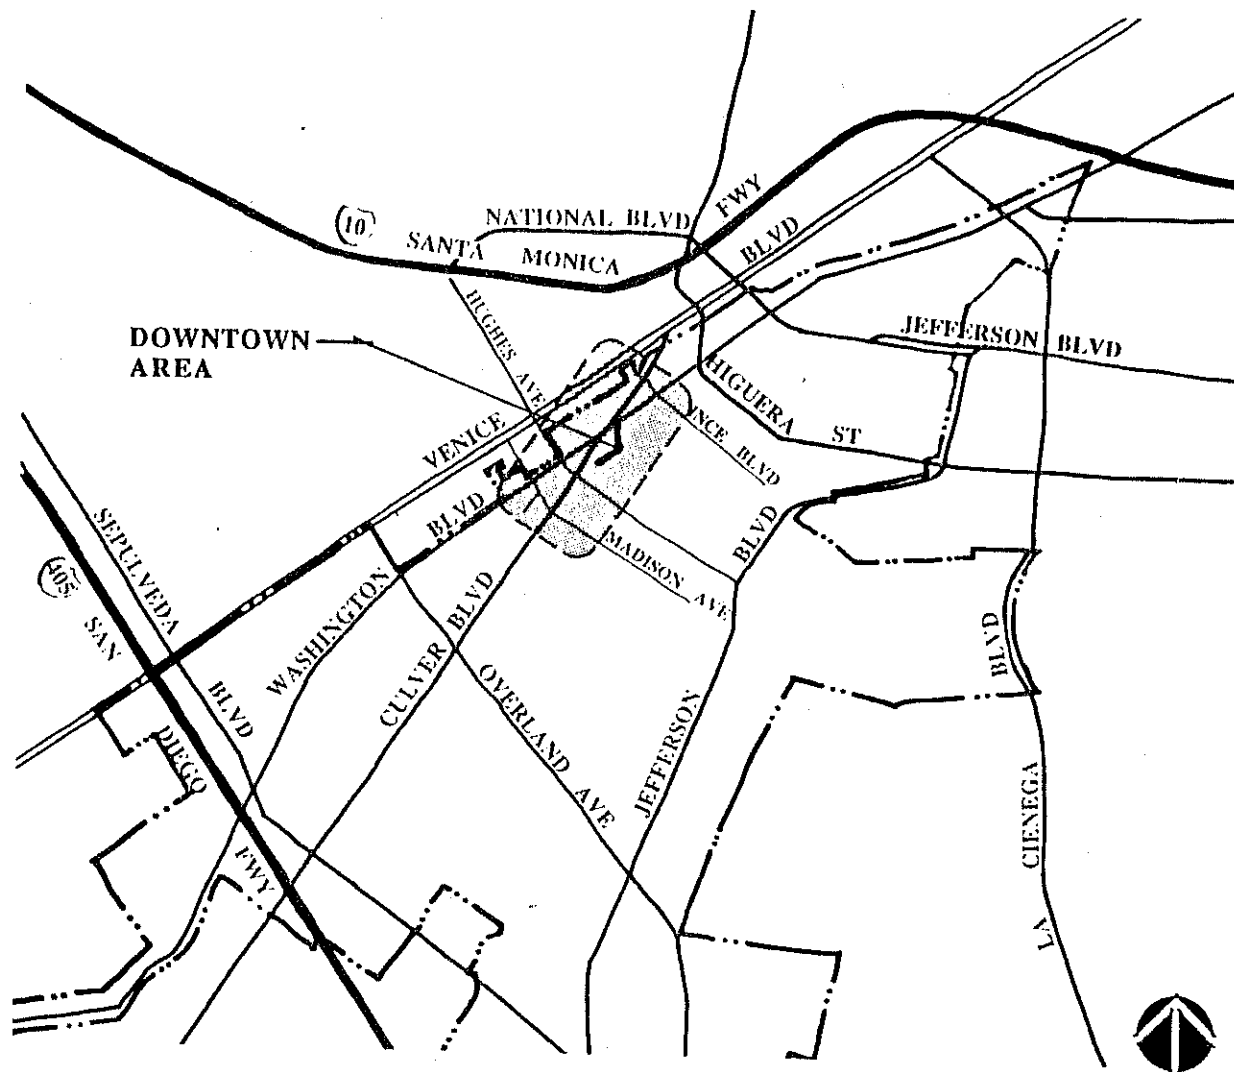 FWY
NATIONAL BLVD
10
SANTA MONICA
BLVD
HUGHES AVE
DOWNTOWN
AREA
JEFFERSON BLVD
HIGUERA ST
VENICE
INCE BLVD
BLVD
SEPULVEDA
BLVD
405
SAN
MADISON AVE
BLVD
WASHINGTON
CULVER BLVD
OVERLAND AVE
BLVD
DIEGO
JEFFERSON
CIENEGA
FWY
LA